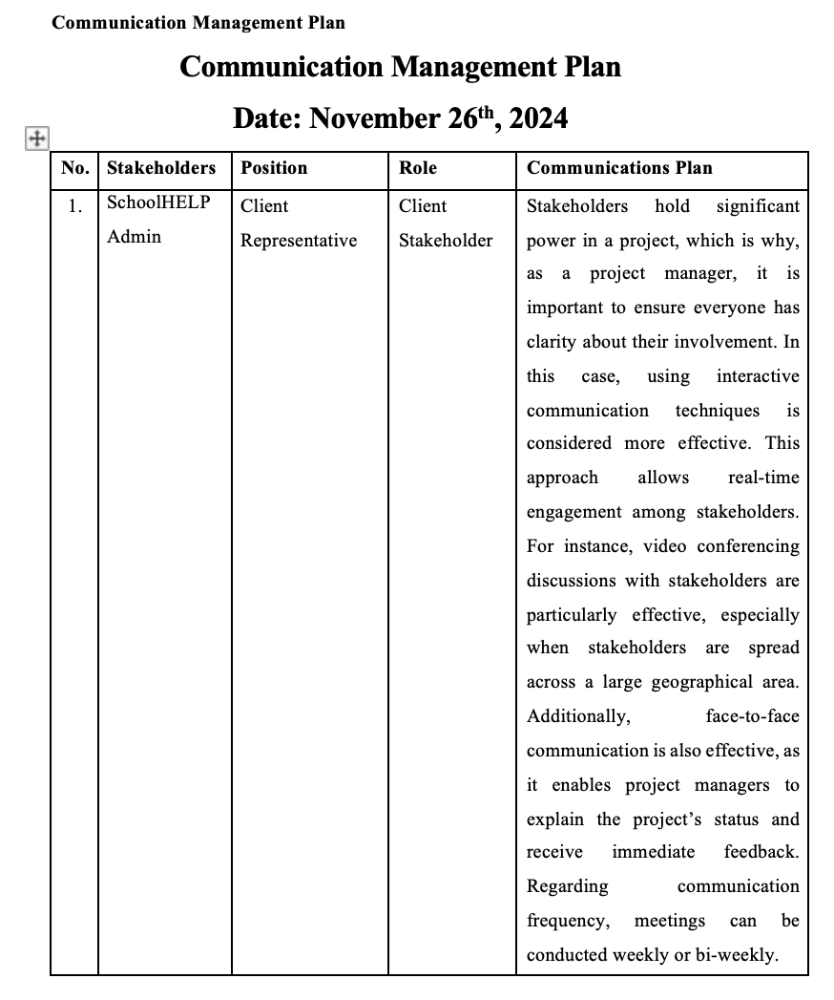 Communication Management Plan
Communication Management Plan
Date: November 26th, 2024
No. Stakeholders Position Role Communications Plan
1. SchoolHELP Admin Client Representative Client Stakeholder
Stakeholders hold significant
power in a project, which is why,
as a project manager, it is
important to ensure everyone has
clarity about their involvement. In
this case, using interactive
communication techniques is
considered more effective. This
approach allows real-time
engagement among stakeholders.
For instance, video conferencing
discussions with stakeholders are
particularly effective, especially
when stakeholders are spread
across a large geographical area.
Additionally, face-to-face
communication is also effective, as
it enables project managers to
explain the project’s status and
receive immediate feedback.
Regarding communication
frequency, meetings can be
conducted weekly or bi-weekly.